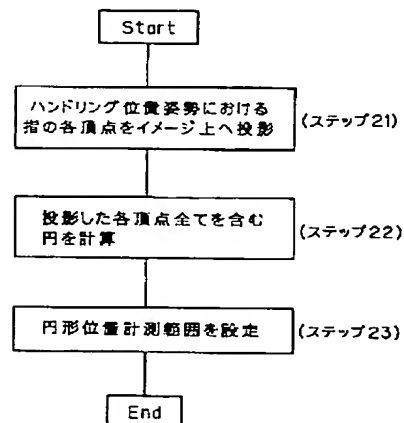 Start
ハンドリング位置姿勢における
指の各頂点をイメージ上へ投影
(ステップ21)
投影した各頂点全てを含む
円を計算
(ステップ22)
円形位置計測範囲を設定
(ステップ23)
End